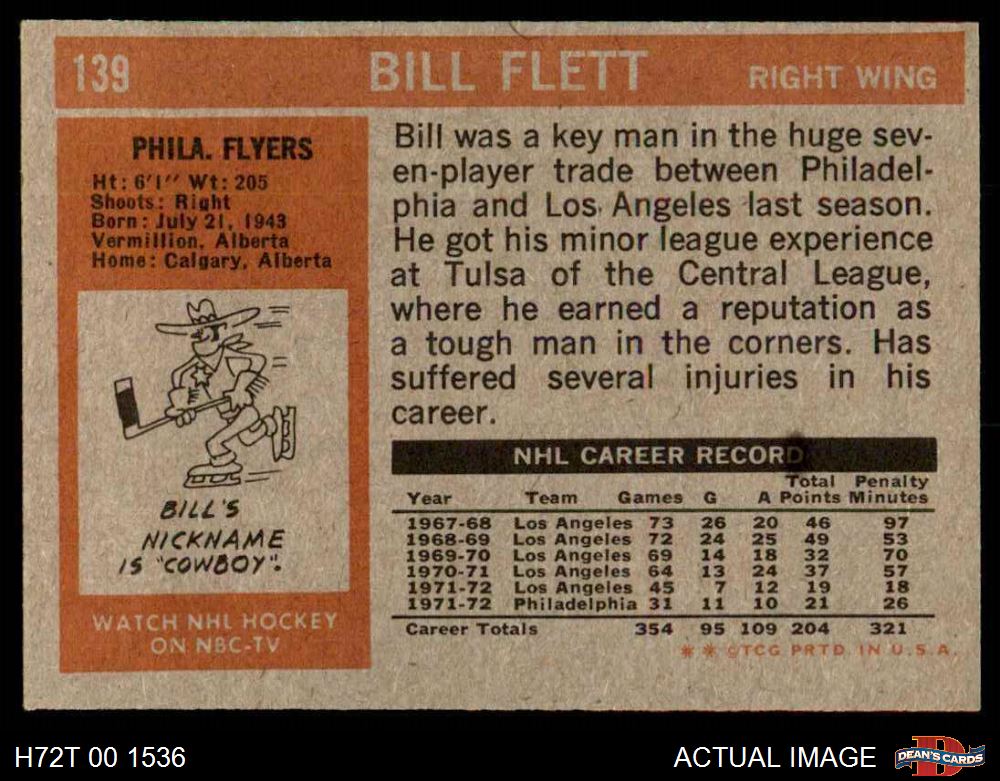 139 BILL FLETT RIGHT WING
PHILA. FLYERS
Ht: 6'1'' Wt: 205
Shoots: Right
Born: July 21, 1943
Vermillion, Alberta
Home: Calgary, Alberta
BILL'S
NICKNAME
IS "COWBOY".
WATCH NHL HOCKEY
ON NBC-TV
Bill was a key man in the huge sev-
en-player trade between Philadel-
phia and Los Angeles last season.
He got his minor league experience
at Tulsa of the Central League,
where he earned a reputation as
a tough man in the corners. Has
suffered several injuries in his
career.
NHL CAREER RECORD
Total Penalty
Year Team Games G A Points Minutes
1967-68 Los Angeles 73 26 20 46 97
1968-69 Los Angeles 72 24 25 49 53
1969-70 Los Angeles 69 14 18 32 70
1970-71 Los Angeles 64 13 24 37 57
1971-72 Los Angeles 45 7 12 19 18
1971-72 Philadelphia 31 11 10 21 26
Career Totals 354 95 109 204 321
* * ©TCG PRTD. IN U.S.A.
H72T 00 1536 ACTUAL IMAGE D DEAN'S CARDS